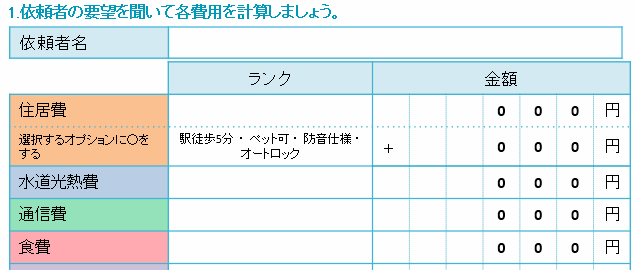 1.依頼者の要望を聞いて各費用を計算しましょう。
依頼者名
ランク 金額
住居費 0 0 0 円
選択するオプションに〇を
する
駅徒歩5分 ・ ペット可 ・ 防音仕様 ・
オートロック
+ 0 0 0 円
水道光熱費 0 0 0 円
通信費 0 0 0 円
食費 0 0 0 円